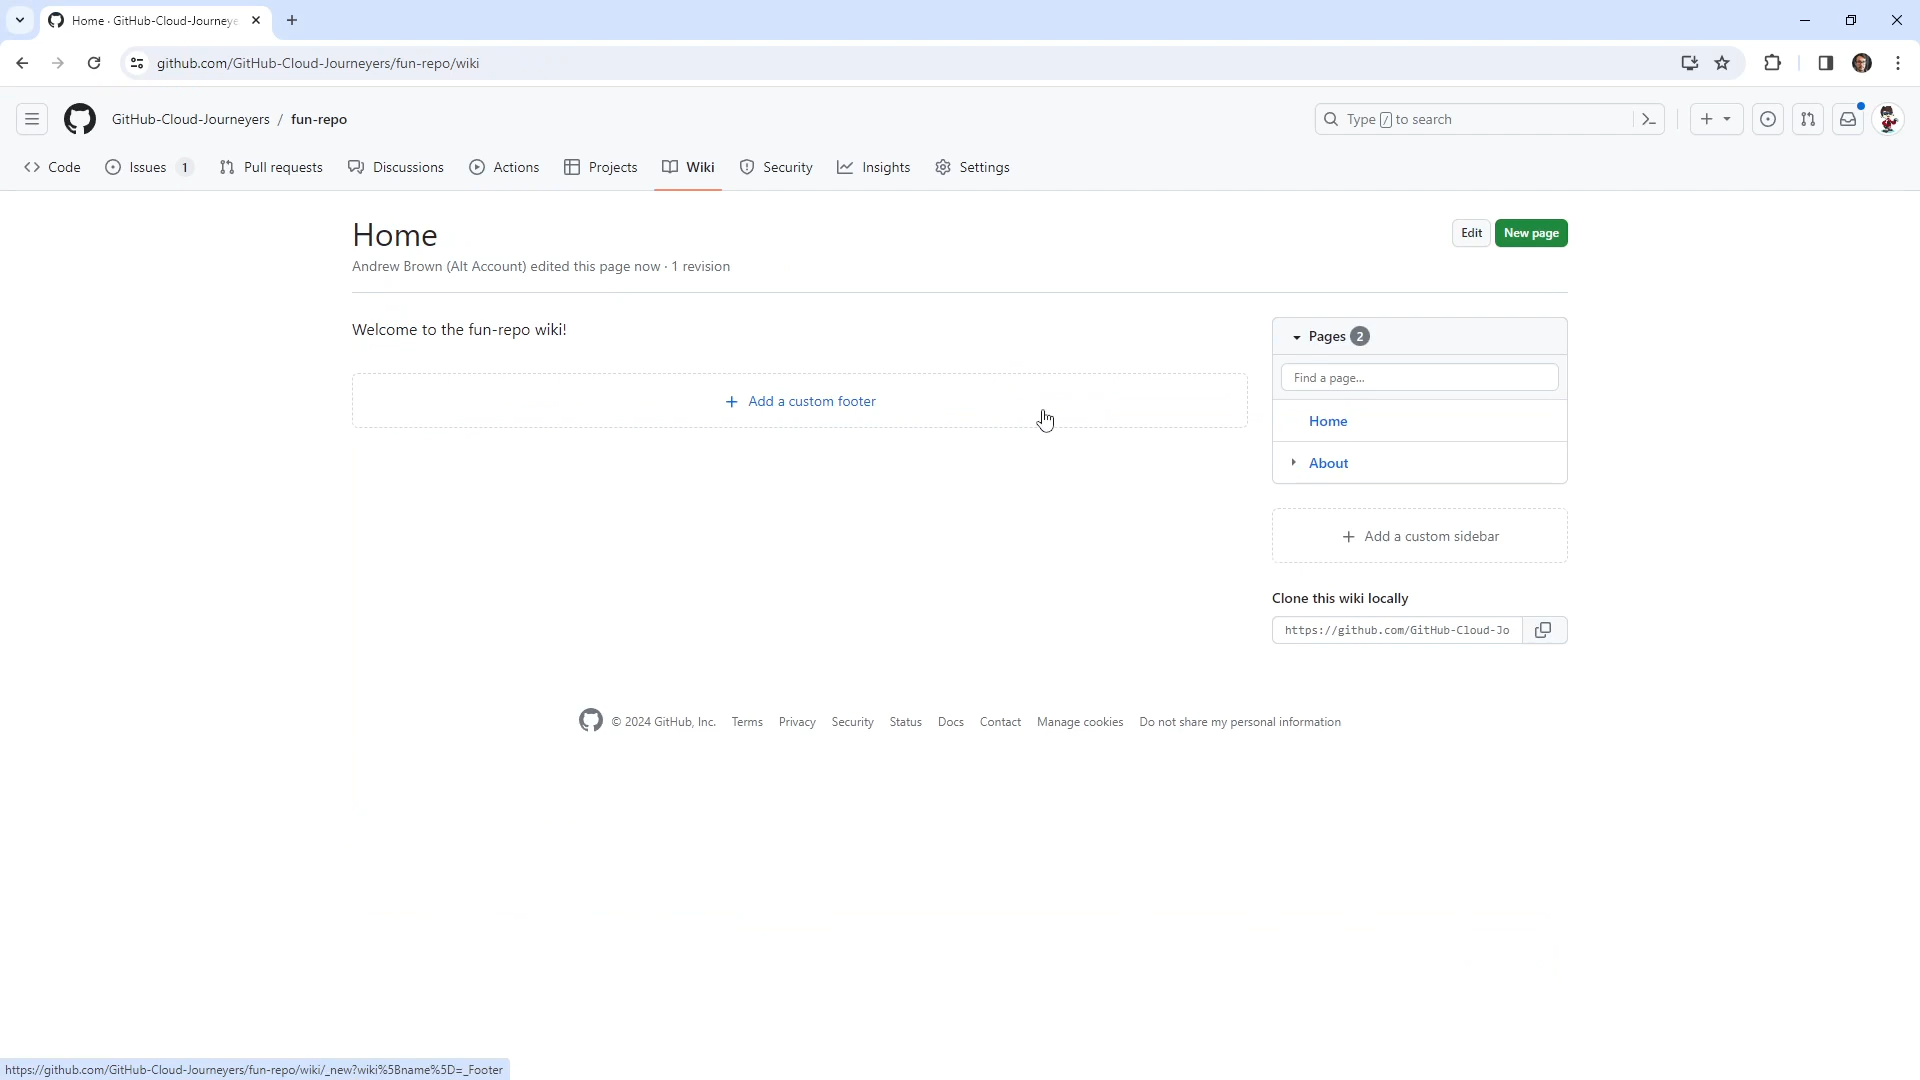 Home · GitHub-Cloud-Journeye
github.com/GitHub-Cloud-Journeyers/fun-repo/wiki
GitHub-Cloud-Journeyers / fun-repo
Type / to search
Code Issues 1 Pull requests Discussions Actions Projects Wiki Security Insights Settings
Home
Edit New page
Andrew Brown (Alt Account) edited this page now · 1 revision
Welcome to the fun-repo wiki!
Add a custom footer
Pages 2
Find a page...
Home
About
Add a custom sidebar
Clone this wiki locally
https://github.com/GitHub-Cloud-Jo
© 2024 GitHub, Inc. Terms Privacy Security Status Docs Contact Manage cookies Do not share my personal information
https://github.com/GitHub-Cloud-Journeyers/fun-repo/wiki/_new?wiki%5Bname%5D=_Footer